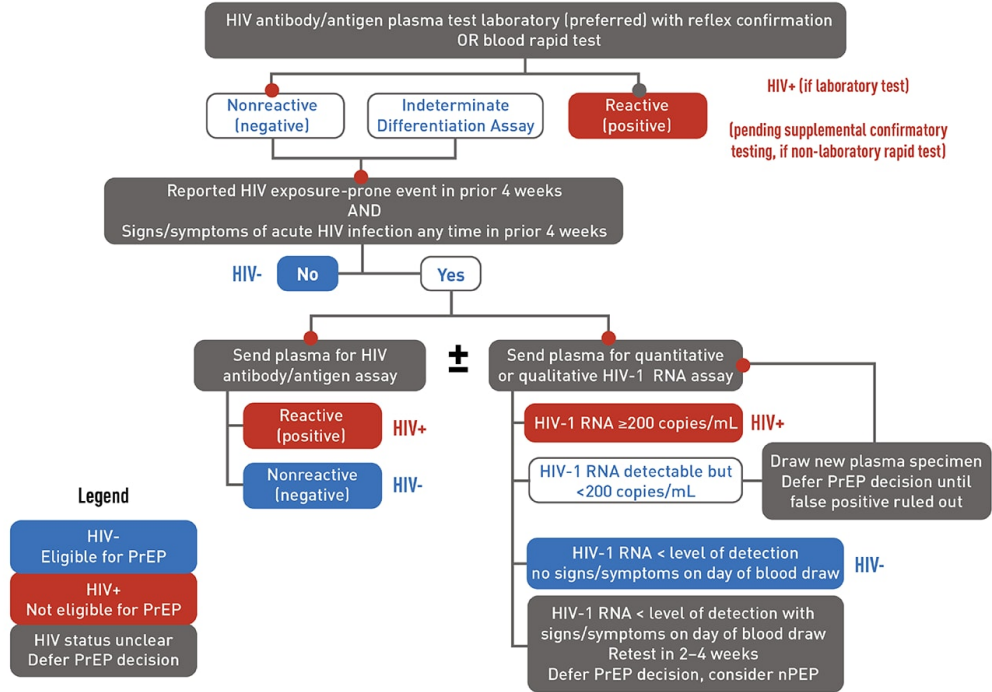 HIV antibody/antigen plasma test laboratory (preferred) with reflex confirmation
OR blood rapid test
Nonreactive
(negative)
Indeterminate
Differentiation Assay
Reactive
(positive)
HIV+ (if laboratory test)
(pending supplemental confirmatory
testing, if non-laboratory rapid test)
Reported HIV exposure-prone event in prior 4 weeks
AND
Signs/symptoms of acute HIV infection any time in prior 4 weeks
HIV-
No
Yes
Send plasma for HIV
antibody/antigen assay
±
Send plasma for quantitative
or qualitative HIV-1 RNA assay
Reactive
(positive)
HIV+
Nonreactive
(negative)
HIV-
HIV-1 RNA ≥200 copies/mL
HIV+
HIV-1 RNA detectable but
<200 copies/mL
Draw new plasma specimen
Defer PrEP decision until
false positive ruled out
HIV-1 RNA < level of detection
no signs/symptoms on day of blood draw
HIV-
HIV-1 RNA < level of detection with
signs/symptoms on day of blood draw
Retest in 2–4 weeks
Defer PrEP decision, consider nPEP
Legend
HIV-
Eligible for PrEP
HIV+
Not eligible for PrEP
HIV status unclear
Defer PrEP decision